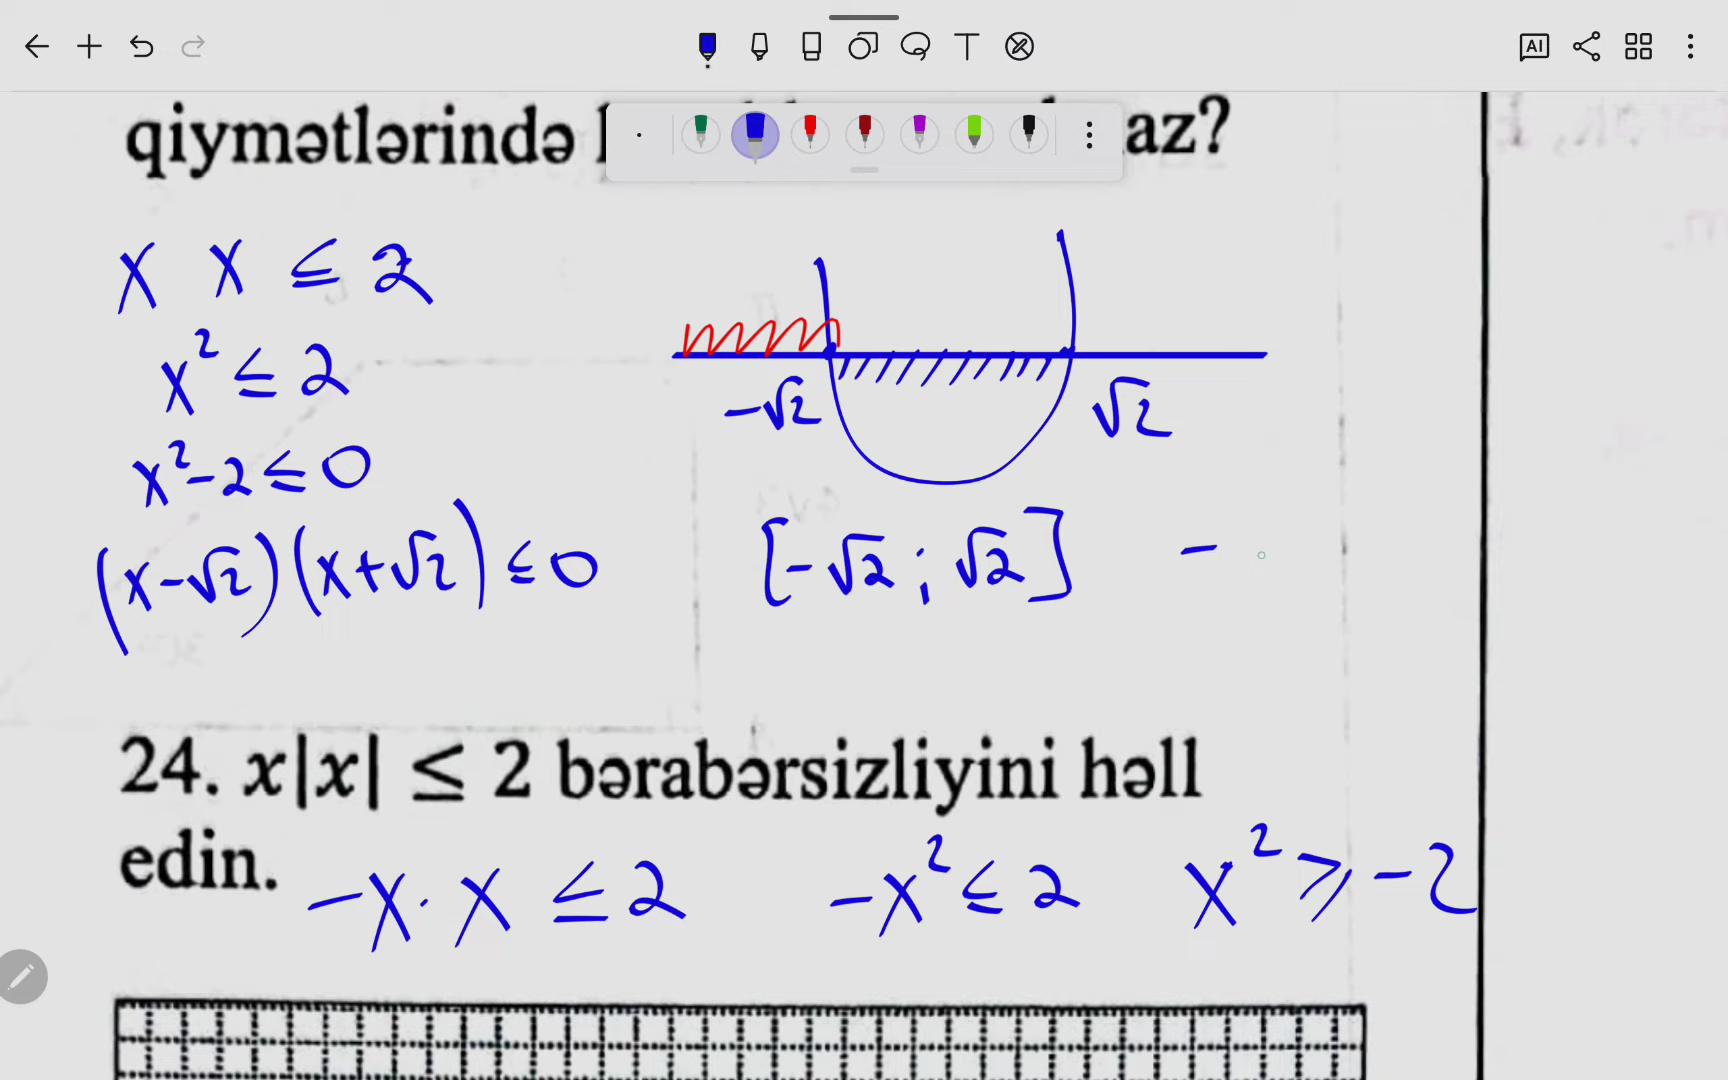 AI
qiymətlərində az?
x x ≤ 2
x² ≤ 2
x² - 2 ≤ 0
(x-√2)(x+√2) ≤ 0
-√2 √2
[-√2 ; √2] -
24. x|x| ≤ 2 bərabərsizliyini həll
edin.
-x · x ≤ 2 -x² ≤ 2 x² ⩾ -2